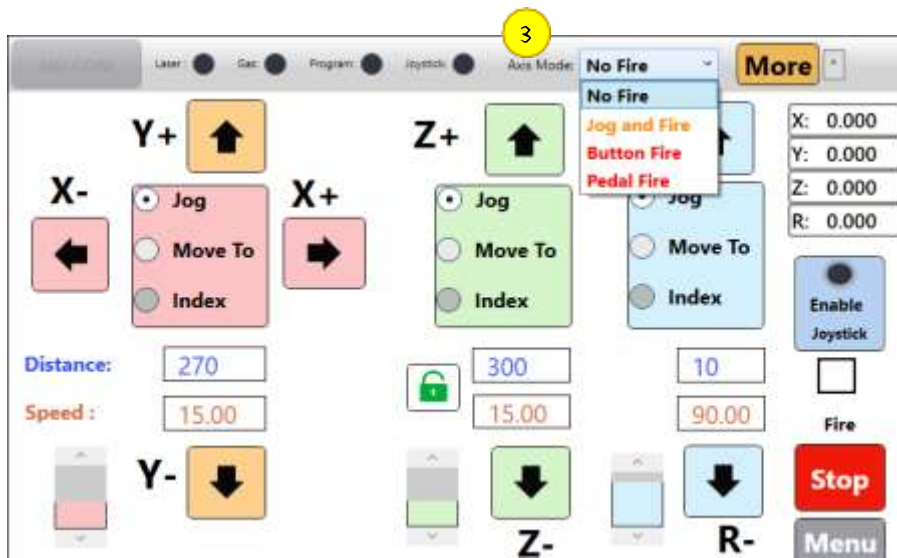 3
Laser: Gas: Program: Joystick: Axis Mode: No Fire More
No Fire
Jog and Fire
Button Fire
Pedal Fire
Y+ Z+
X- X+
Jog Jog Jog
Move To Move To Move To
Index Index Index
X: 0.000
Y: 0.000
Z: 0.000
R: 0.000
Enable
Joystick
Distance: 270 300 10
Speed : 15.00 15.00 90.00
Fire
Y- Z- R-
Stop
Menu